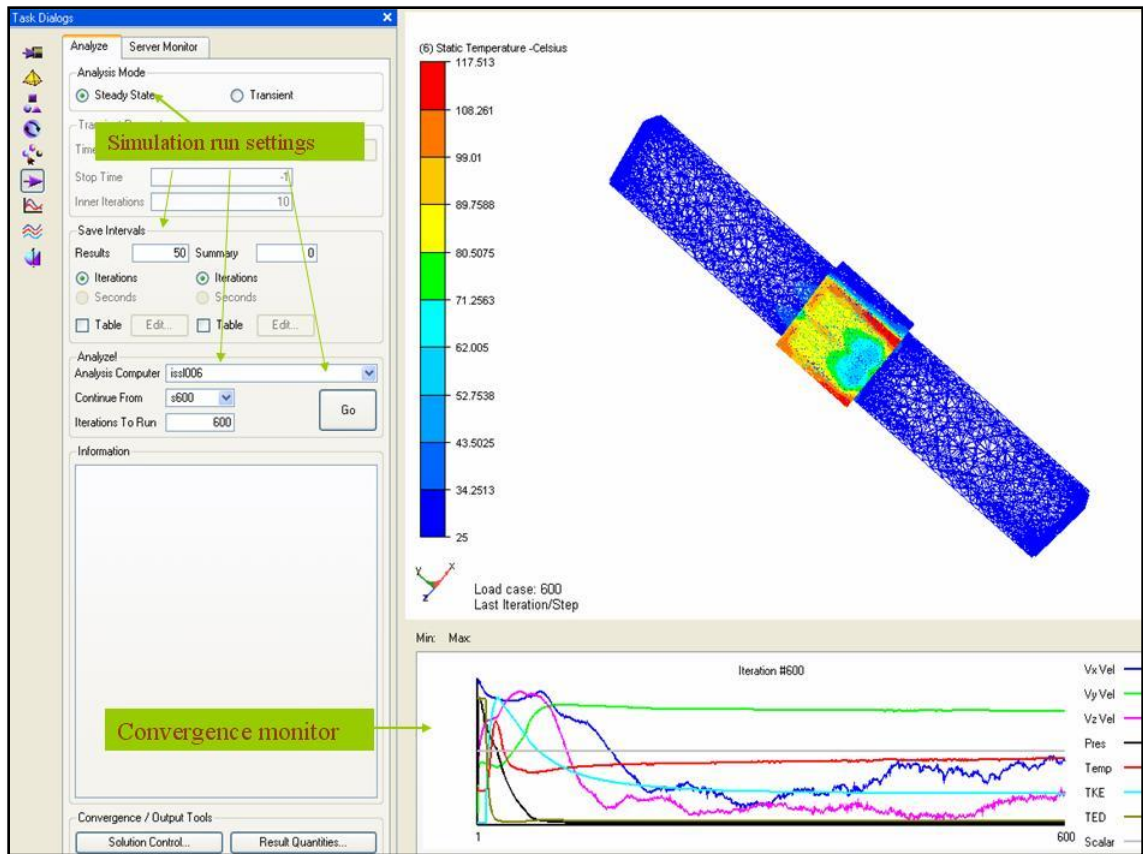 Task Dialogs
Analyze
Server Monitor
Analysis Mode
Steady State
Transient
Simulation run settings
Stop Time
-1
Inner Iterations
10
Save Intervals
Results
50
Summary
0
Iterations
Iterations
Seconds
Seconds
Table
Edit...
Table
Edit...
Analyze!
Analysis Computer
issl006
Continue From
s600
Go
Iterations To Run
600
Information
Convergence / Output Tools
Solution Control...
Result Quantities...
(6) Static Temperature -Celsius
117.513
108.261
99.01
89.7588
80.5075
71.2563
62.005
52.7538
43.5025
34.2513
25
Y
X
Z
Load case: 600
Last Iteration/Step
Min: Max:
Iteration #600
Vx Vel
Vy Vel
Vz Vel
Pres
Temp
TKE
TED
Scalar
1
600
Convergence monitor